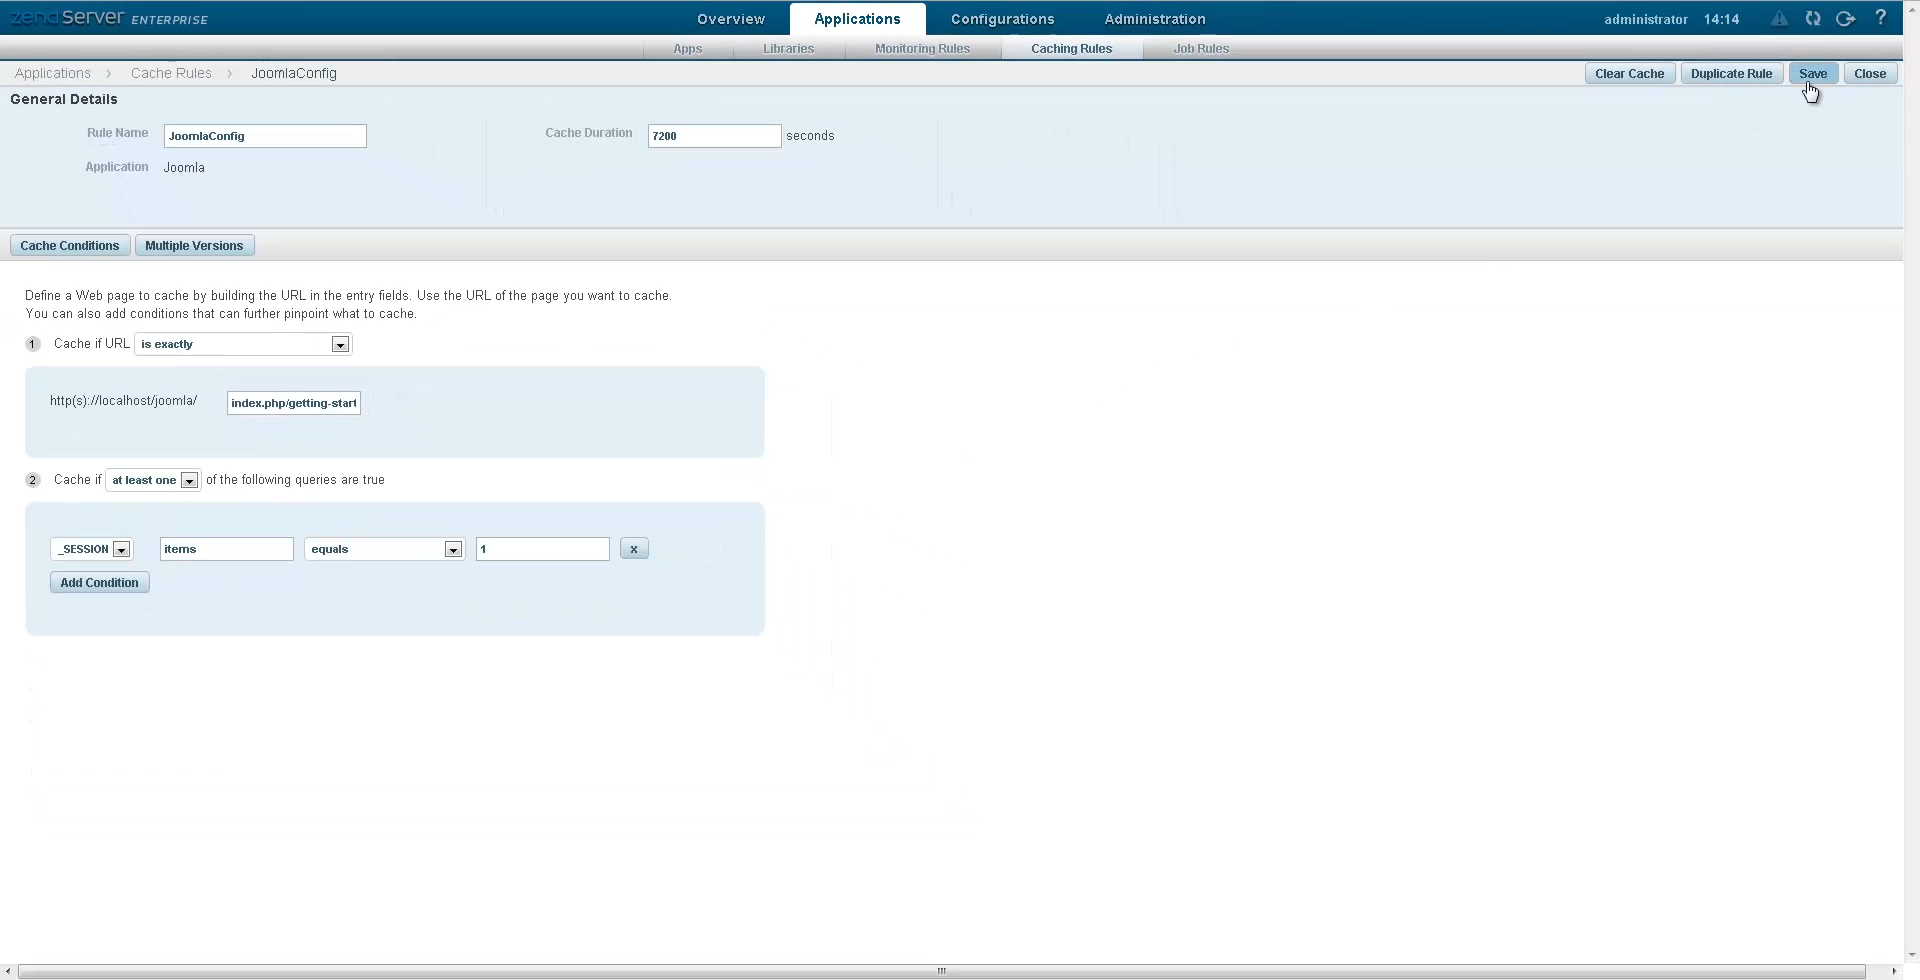 zend Server ENTERPRISE Overview Applications Configurations Administration administrator 14:14 ?
Apps Libraries Monitoring Rules Caching Rules Job Rules
Applications > Cache Rules > JoomlaConfig Clear Cache Duplicate Rule Save Close
General Details
Rule Name JoomlaConfig Cache Duration 7200 seconds
Application Joomla
Cache Conditions Multiple Versions
Define a Web page to cache by building the URL in the entry fields. Use the URL of the page you want to cache.
You can also add conditions that can further pinpoint what to cache.
1 Cache if URL is exactly
http(s)://localhost/joomla/ index.php/getting-start
2 Cache if at least one of the following queries are true
_SESSION items equals 1 x
Add Condition